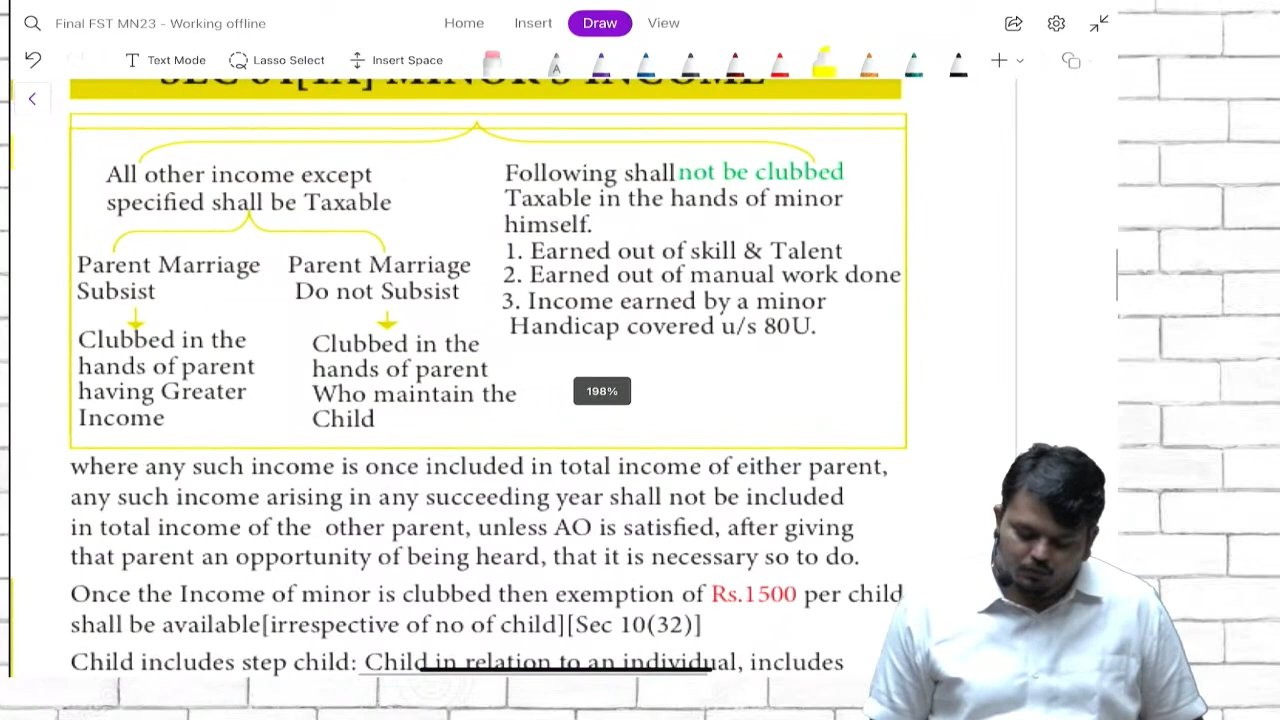 Final FST MN23 - Working offline
Home
Insert
Draw
View
Text Mode
Lasso Select
Insert Space
MINOR'S INCOME
All other income except
specified shall be Taxable
Parent Marriage
Subsist
Clubbed in the
hands of parent
having Greater
Income
Parent Marriage
Do not Subsist
Clubbed in the
hands of parent
Who maintain the
Child
Following shall not be clubbed
Taxable in the hands of minor
himself.
1. Earned out of skill & Talent
2. Earned out of manual work done
3. Income earned by a minor
Handicap covered u/s 80U.
198%
where any such income is once included in total income of either parent,
any such income arising in any succeeding year shall not be included
in total income of the other parent, unless AO is satisfied, after giving
that parent an opportunity of being heard, that it is necessary so to do.
Once the Income of minor is clubbed then exemption of Rs.1500 per child
shall be available[irrespective of no of child][Sec 10(32)]
Child includes step child: Child in relation to an individual, includes